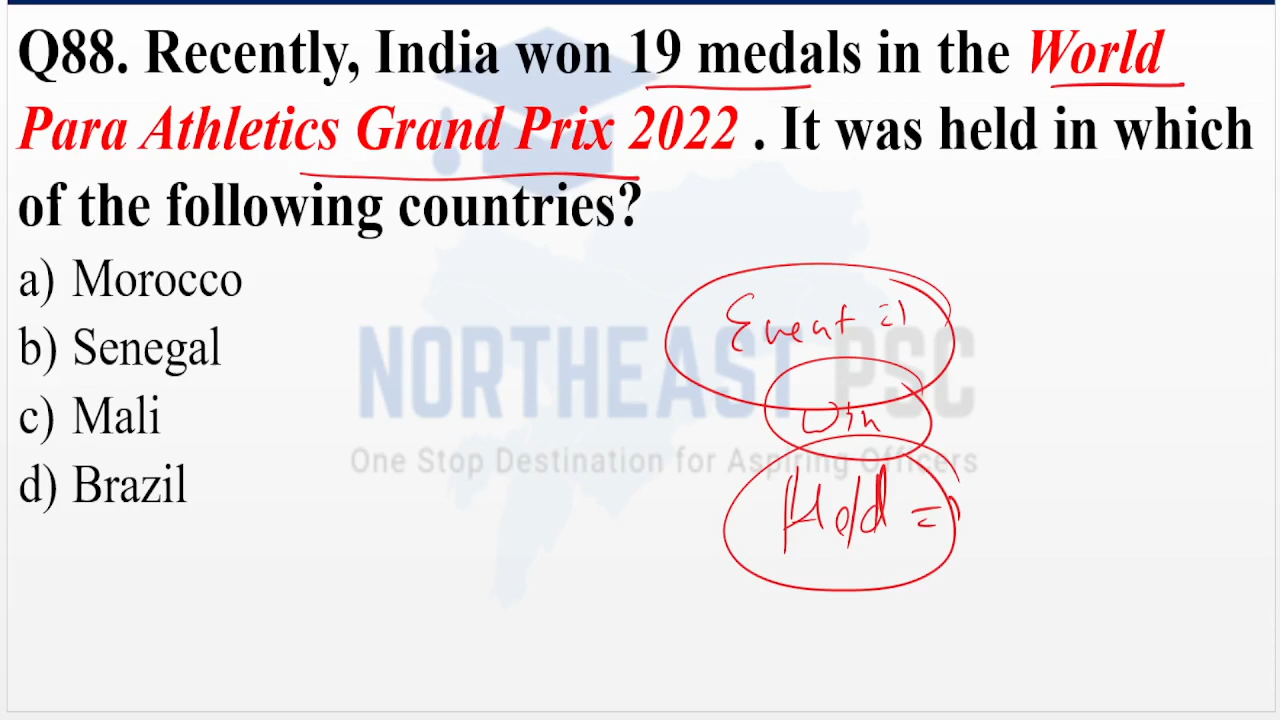 Q88. Recently, India won 19 medals in the World
Para Athletics Grand Prix 2022 . It was held in which
of the following countries?
a) Morocco
b) Senegal
c) Mali
d) Brazil
Event =)
Win
Held =)
NORTHEAST PSC
One Stop Destination for Aspiring Officers